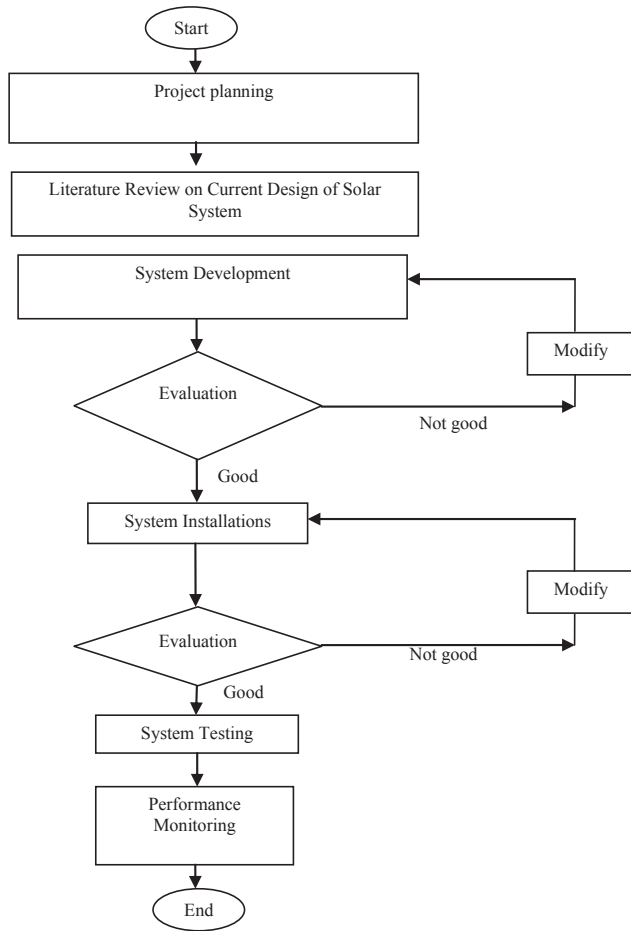 Start
Project planning
Literature Review on Current Design of Solar
System
System Development
Modify
Evaluation
Not good
Good
System Installations
Modify
Evaluation
Not good
Good
System Testing
Performance
Monitoring
End